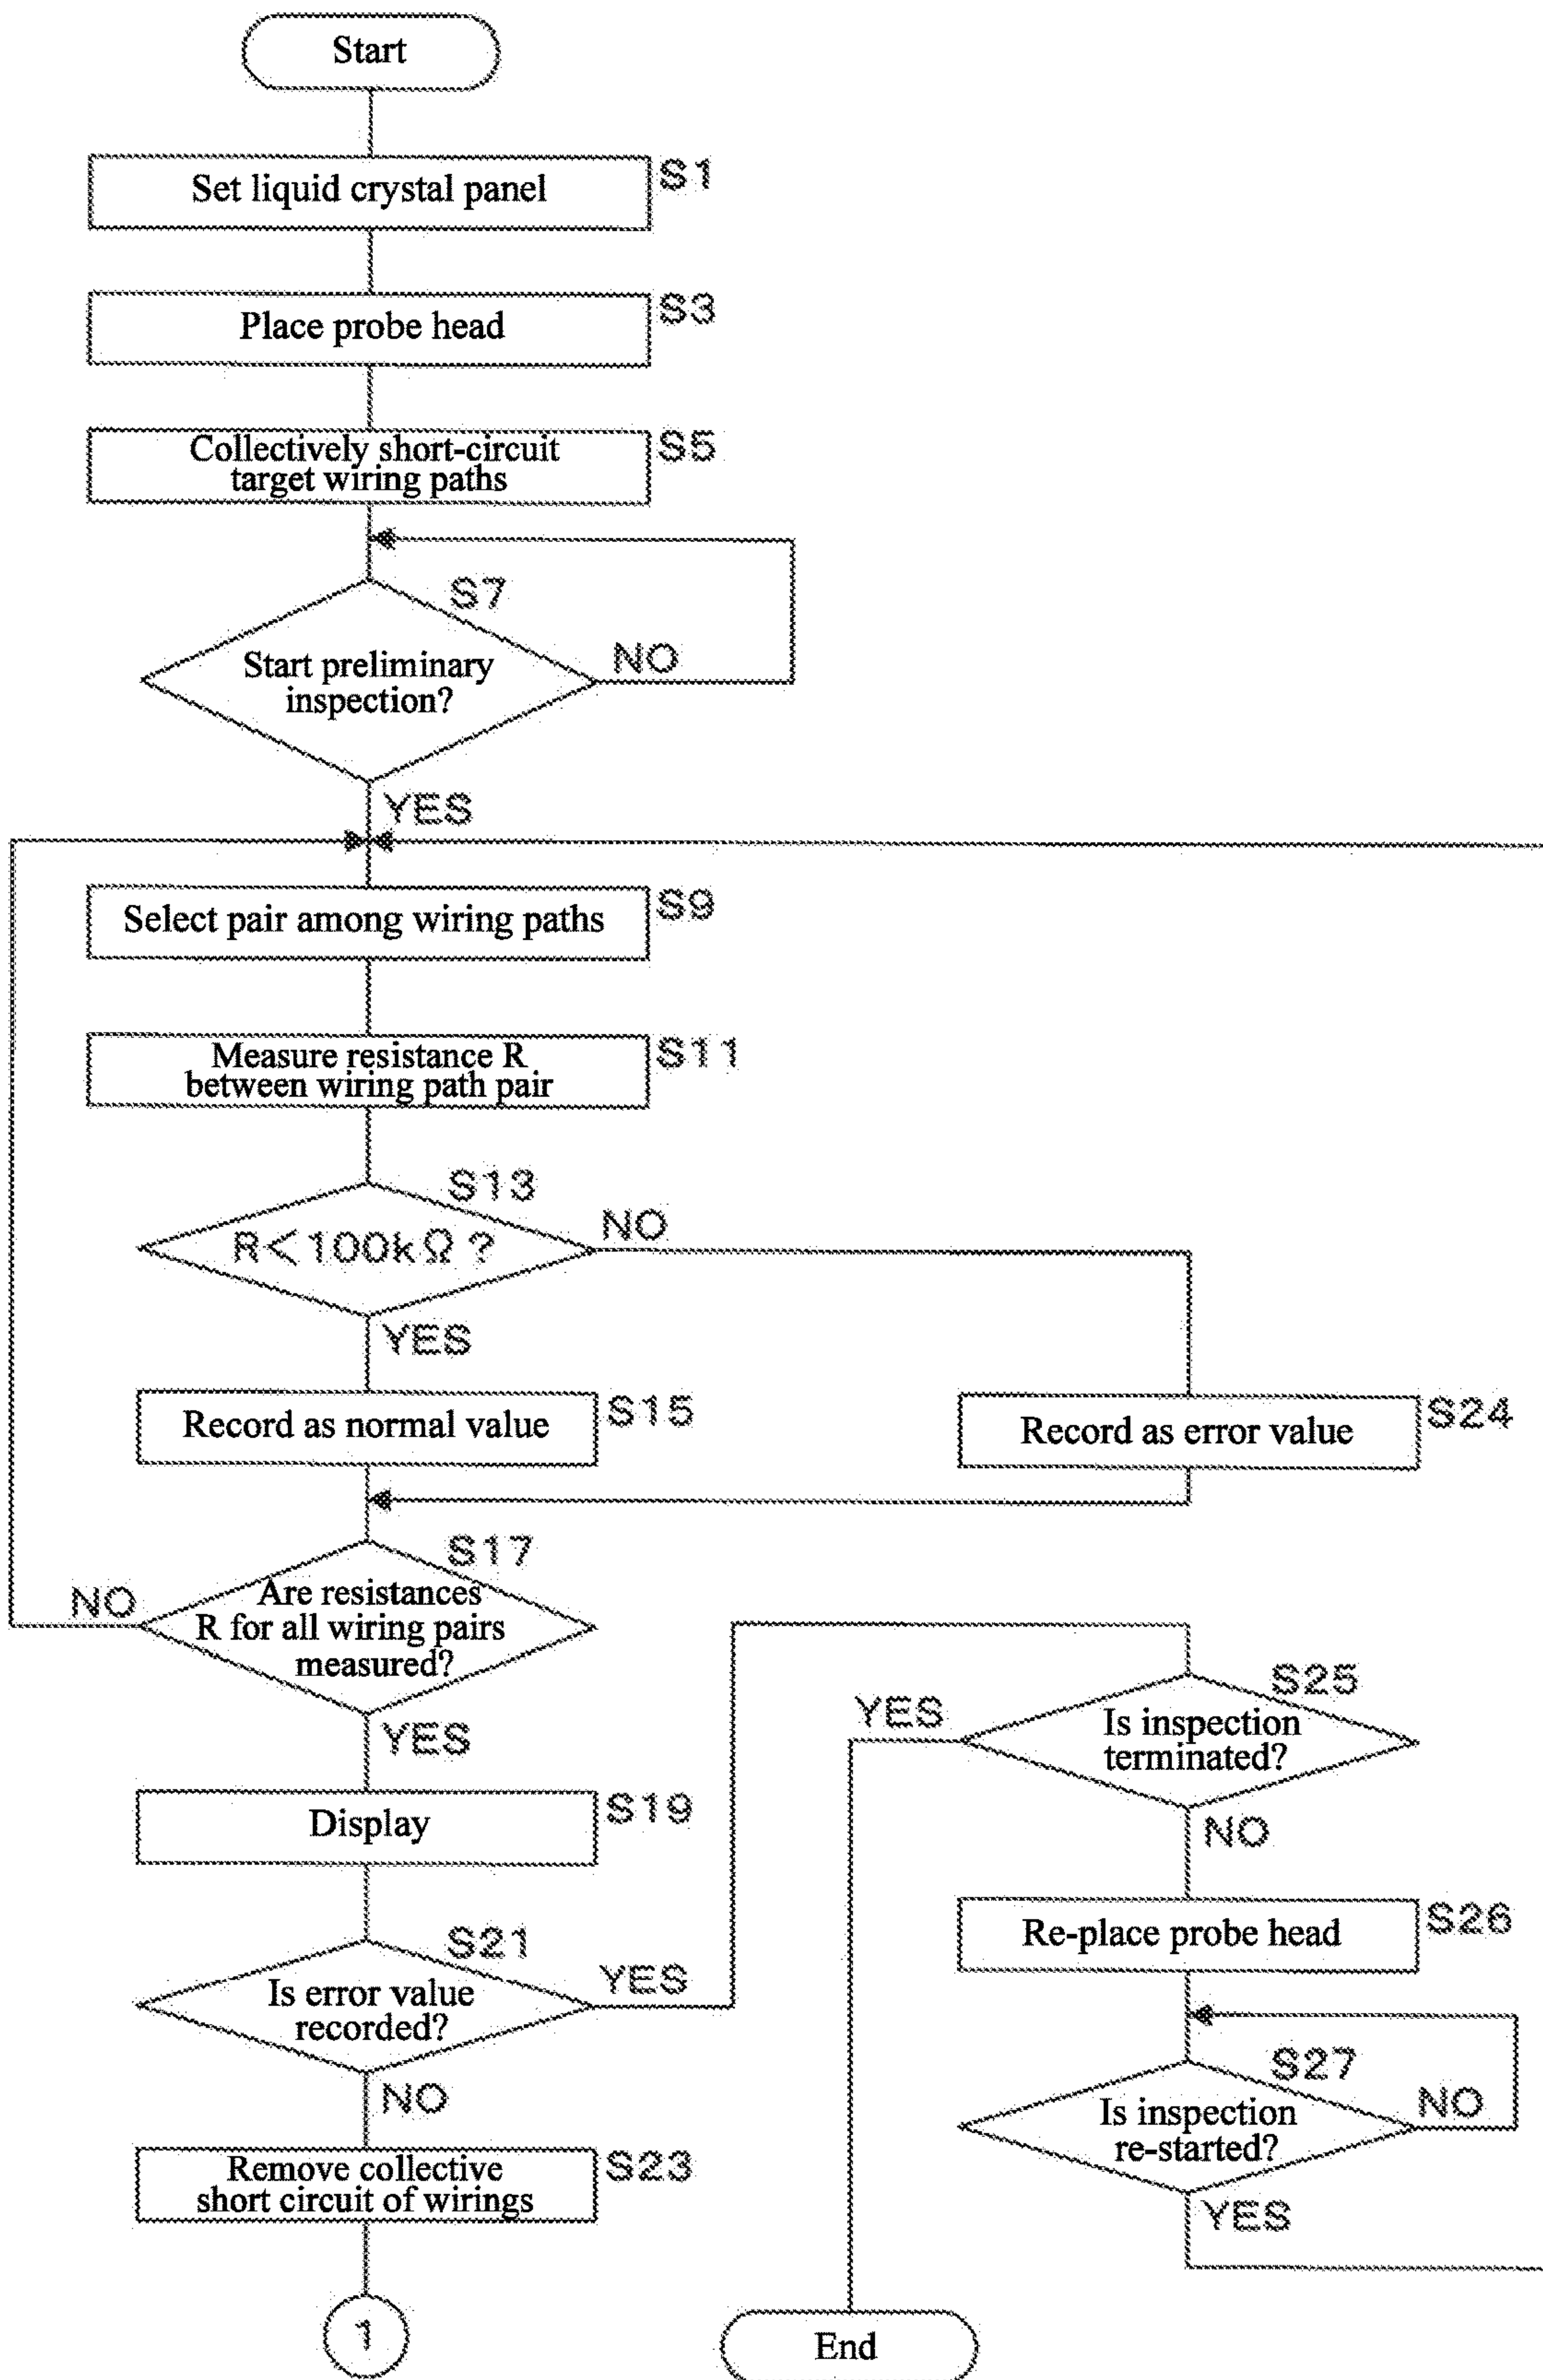 Start
Set liquid crystal panel
S1
Place probe head
S3
Collectively short-circuit
target wiring paths
S5
S7
Start preliminary
inspection?
NO
YES
Select pair among wiring paths
S9
Measure resistance R
between wiring path pair
S11
S13
R<100kΩ?
NO
YES
Record as normal value
S15
Record as error value
S24
S17
Are resistances
R for all wiring pairs
measured?
NO
YES
Display
S19
S21
Is error value
recorded?
YES
NO
Remove collective
short circuit of wirings
S23
1
S25
Is inspection
terminated?
YES
NO
Re-place probe head
S26
S27
Is inspection
re-started?
NO
YES
End